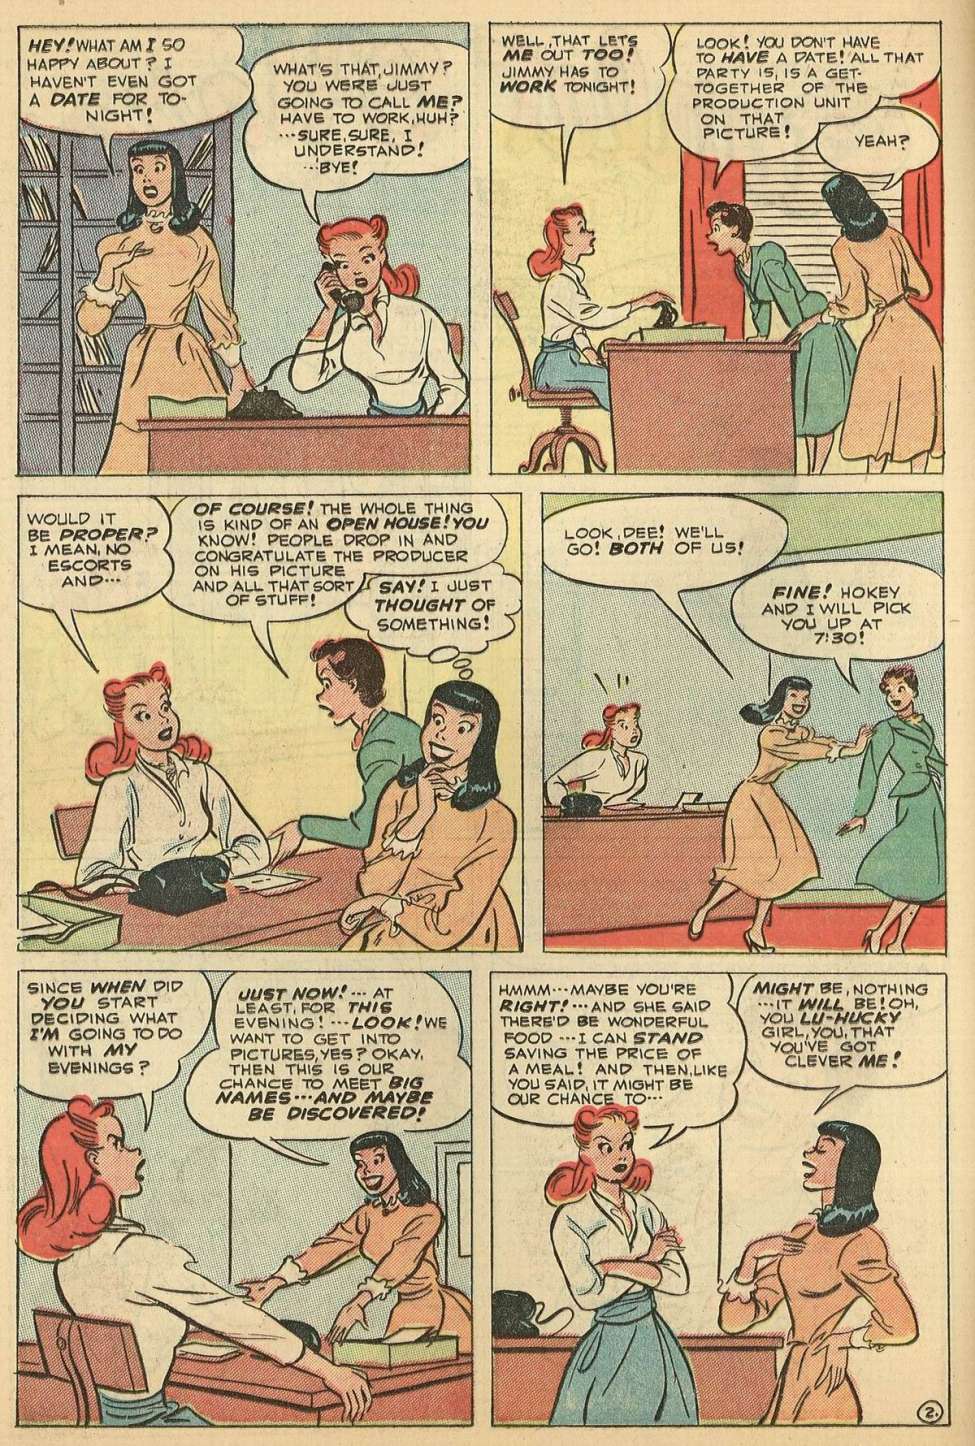 HEY! WHAT AM I SO
HAPPY ABOUT? I
HAVEN'T EVEN GOT
A DATE FOR TO-
NIGHT!
WHAT'S THAT, JIMMY?
YOU WERE JUST
GOING TO CALL ME?
HAVE TO WORK, HUH?
---SURE, SURE, I
UNDERSTAND!
---BYE!
WELL, THAT LETS
ME OUT TOO!
JIMMY HAS TO
WORK TONIGHT!
LOOK! YOU DON'T HAVE
TO HAVE A DATE! ALL THAT
PARTY IS, IS A GET-
TOGETHER OF THE
PRODUCTION UNIT
ON THAT
PICTURE!
YEAH?
WOULD IT
BE PROPER?
I MEAN, NO
ESCORTS
AND---
OF COURSE! THE WHOLE THING
IS KIND OF AN OPEN HOUSE! YOU
KNOW! PEOPLE DROP IN AND
CONGRATULATE THE PRODUCER
ON HIS PICTURE
AND ALL THAT SORT
OF STUFF!
SAY! I JUST
THOUGHT OF
SOMETHING!
LOOK, DEE! WE'LL
GO! BOTH OF US!
FINE! HOKEY
AND I WILL PICK
YOU UP AT
7:30!
SINCE WHEN DID
YOU START
DECIDING WHAT
I'M GOING TO DO
WITH MY
EVENINGS?
JUST NOW! --- AT
LEAST, FOR THIS
EVENING! ---LOOK! WE
WANT TO GET INTO
PICTURES, YES? OKAY,
THEN THIS IS OUR
CHANCE TO MEET BIG
NAMES---AND MAYBE
BE DISCOVERED!
HMMM---MAYBE YOU'RE
RIGHT! ---AND SHE SAID
THERE'D BE WONDERFUL
FOOD ---I CAN STAND
SAVING THE PRICE OF
A MEAL! AND THEN, LIKE
YOU SAID, IT MIGHT BE
OUR CHANCE TO---
MIGHT BE, NOTHING
---IT WILL BE! OH,
YOU LU-HUCKY
GIRL, YOU, THAT
YOU'VE GOT
CLEVER ME!
2.